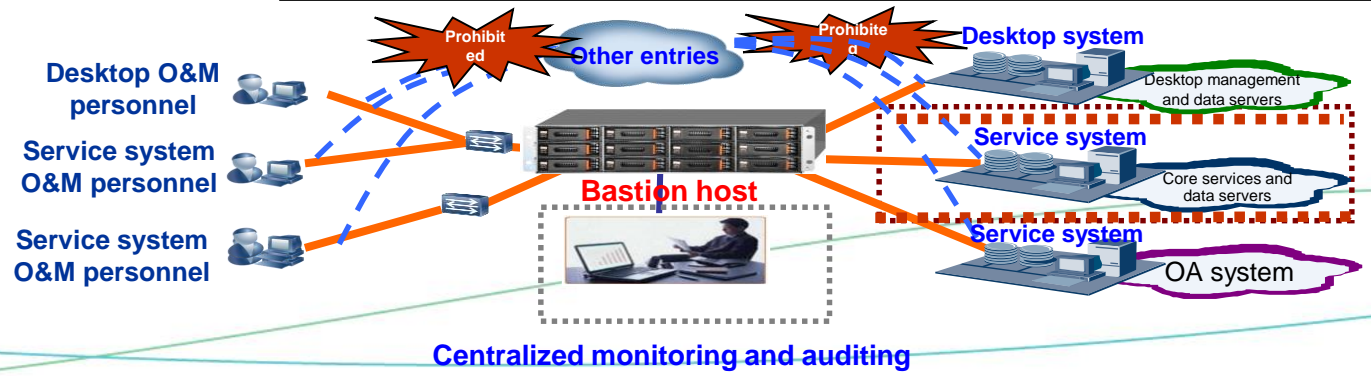 Prohibit
ed
Other entries
Prohibite
d
Desktop system
Desktop O&M
personnel
Desktop management
and data servers
Service system
O&M personnel
Service system
Bastion host
Core services and
data servers
Service system
O&M personnel
Service system
OA system
Centralized monitoring and auditing